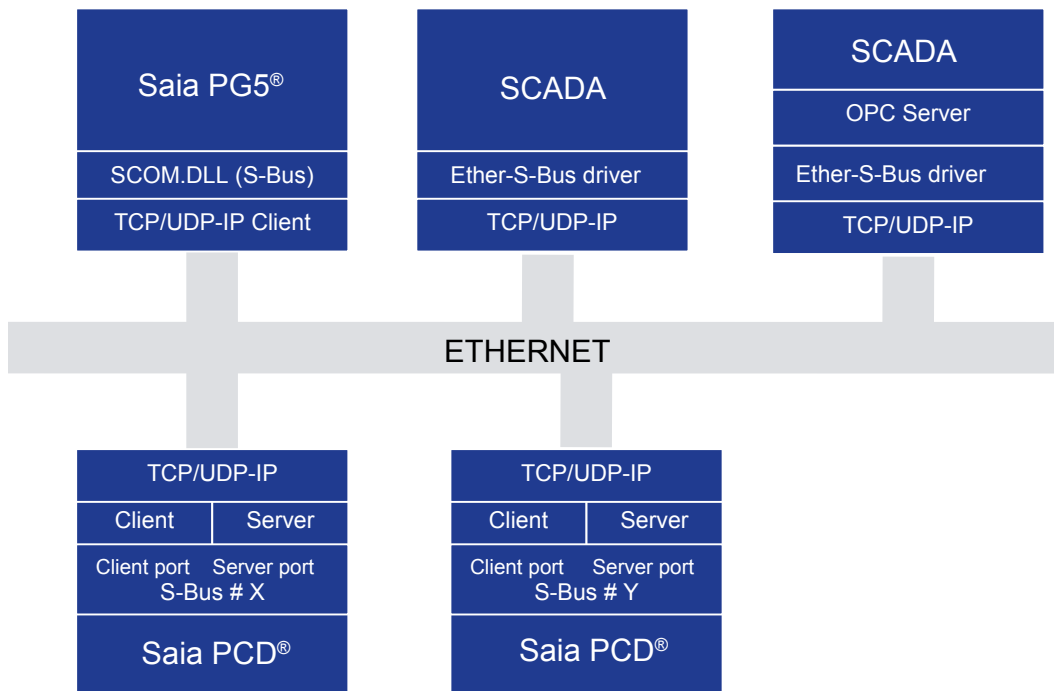 Saia PG5®
SCOM.DLL (S-Bus)
TCP/UDP-IP Client
SCADA
Ether-S-Bus driver
TCP/UDP-IP
SCADA
OPC Server
Ether-S-Bus driver
TCP/UDP-IP
ETHERNET
TCP/UDP-IP
Client Server
Client port Server port
S-Bus # X
Saia PCD®
TCP/UDP-IP
Client Server
Client port Server port
S-Bus # Y
Saia PCD®